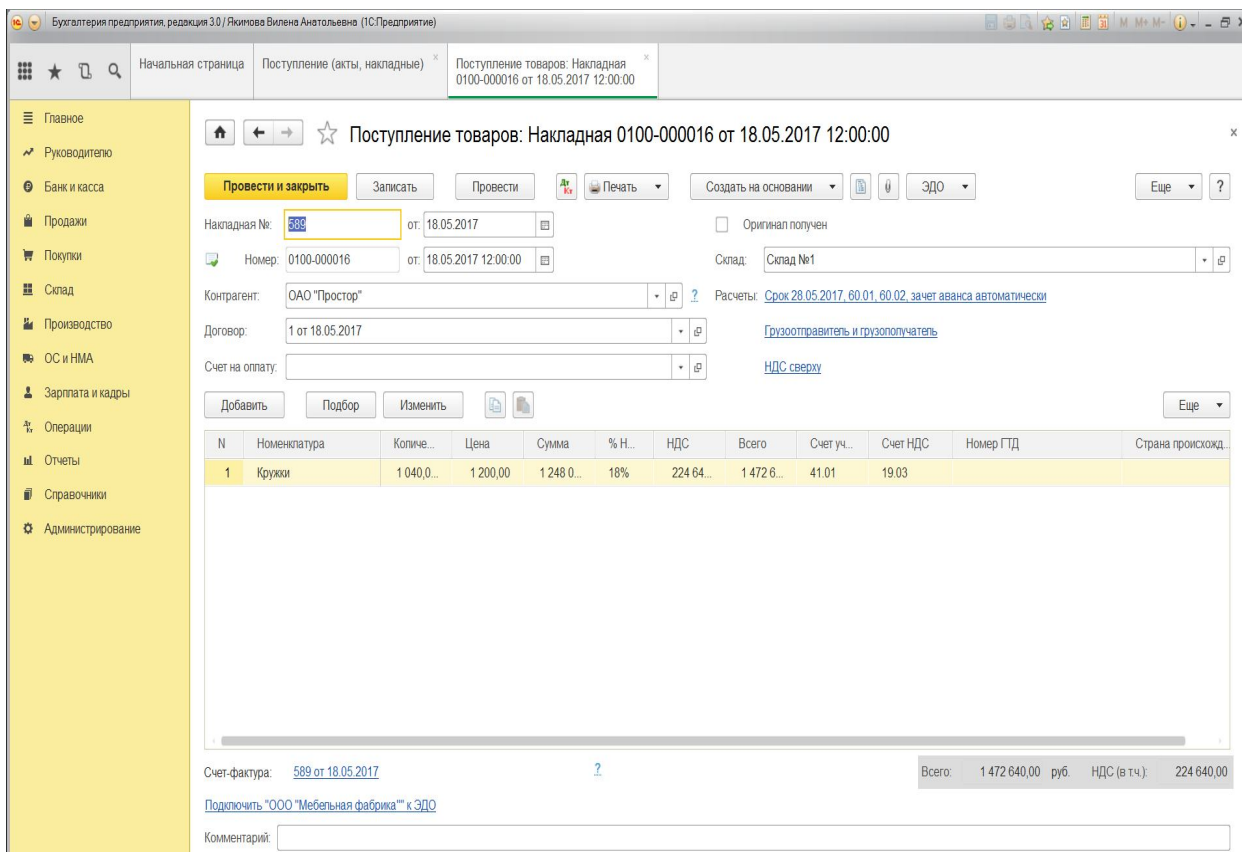 Бухгалтерия предприятия, редакция 3.0 / Якимова Вилена Анатольевна (1С:Предприятие)
M M+ M-
Начальная страница
Поступление (акты, накладные)
Поступление товаров: Накладная
0100-000016 от 18.05.2017 12:00:00
Главное
Руководителю
Банк и касса
Продажи
Покупки
Склад
Производство
ОС и НМА
Зарплата и кадры
Операции
Отчеты
Справочники
Администрирование
Поступление товаров: Накладная 0100-000016 от 18.05.2017 12:00:00
Провести и закрыть Записать Провести Дт Кт Печать Создать на основании ЭДО Еще ?
Накладная №: 589 от: 18.05.2017 Оригинал получен
Номер: 0100-000016 от: 18.05.2017 12:00:00 Склад: Склад №1
Контрагент: ОАО "Простор" ? Расчеты: Срок 28.05.2017, 60.01, 60.02, зачет аванса автоматически
Договор: 1 от 18.05.2017 Грузоотправитель и грузополучатель
Счет на оплату: НДС сверху
Добавить Подбор Изменить Еще
N Номенклатура Количе... Цена Сумма % Н... НДС Всего Счет уч... Счет НДС Номер ГТД Страна происхожд...
1 Кружки 1 040,0... 1 200,00 1 248 0... 18% 224 64... 1 472 6... 41.01 19.03
Счет-фактура: 589 от 18.05.2017 ? Всего: 1 472 640,00 руб. НДС (в т.ч.): 224 640,00
Подключить "ООО "Мебельная фабрика"" к ЭДО
Комментарий: